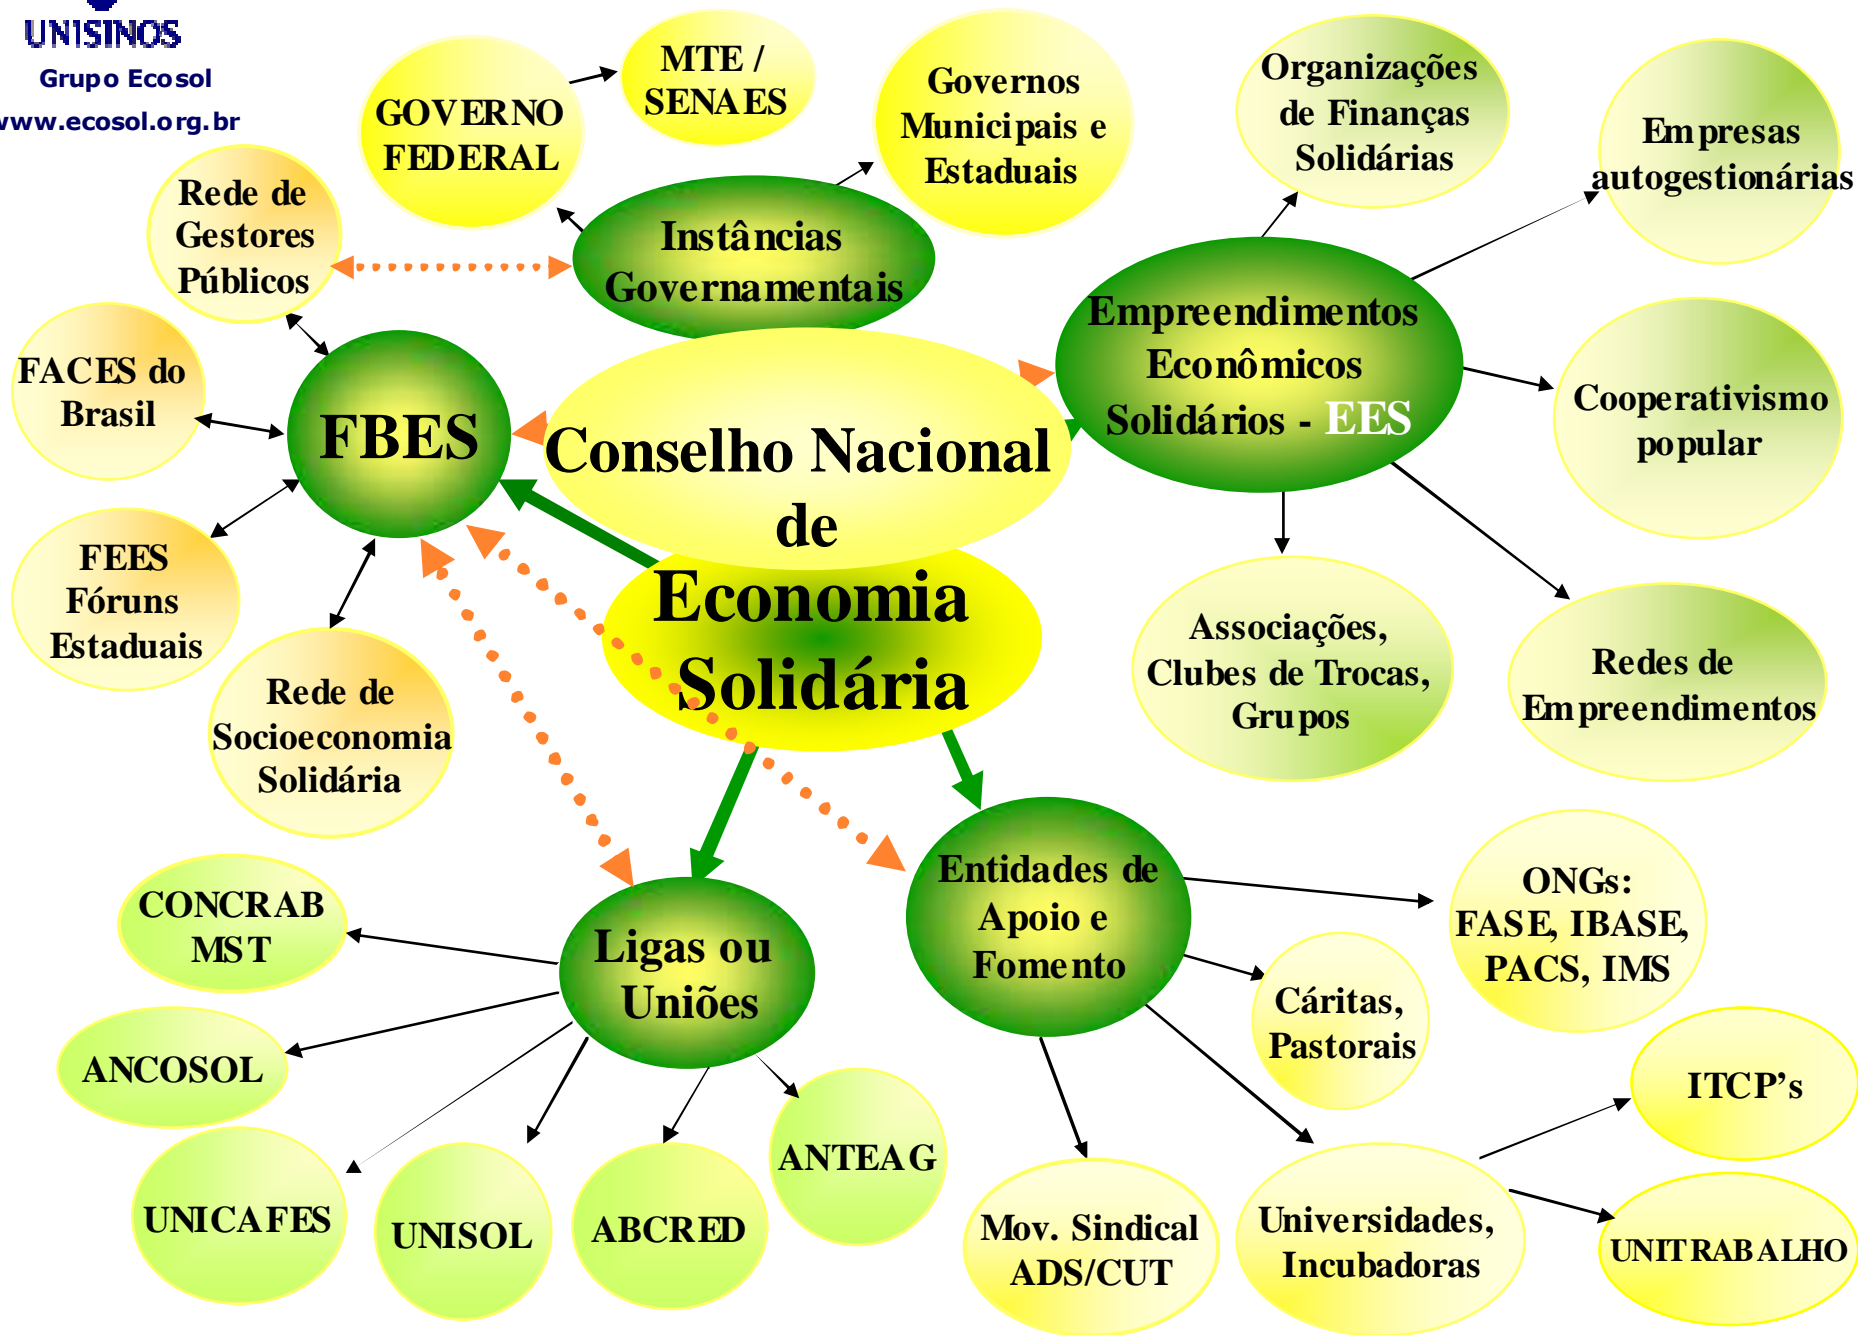 UNISINOS
Grupo Ecosol
www.ecosol.org.br
GOVERNO
FEDERAL
MTE /
SENAES
Governos
Municipais e
Estaduais
Instâncias
Governamentais
Organizações
de Finanças
Solidárias
Empresas
autogestionárias
Empreendimentos
Econômicos
Solidários - EES
Cooperativismo
popular
Associações,
Clubes de Trocas,
Grupos
Redes de
Empreendimentos
Rede de
Gestores
Públicos
FACES do
Brasil
FBES
FEES
Fóruns
Estaduais
Rede de
Socioeconomia
Solidária
Conselho Nacional
de
Economia
Solidária
CONCRAB
MST
Ligas ou
Uniões
ANCOSOL
UNICAFES
UNISOL
ABCRED
ANTEAG
Entidades de
Apoio e
Fomento
ONGs:
FASE, IBASE,
PACS, IMS
Cáritas,
Pastorais
ITCP’s
UNITRABALHO
Universidades,
Incubadoras
Mov. Sindical
ADS/CUT